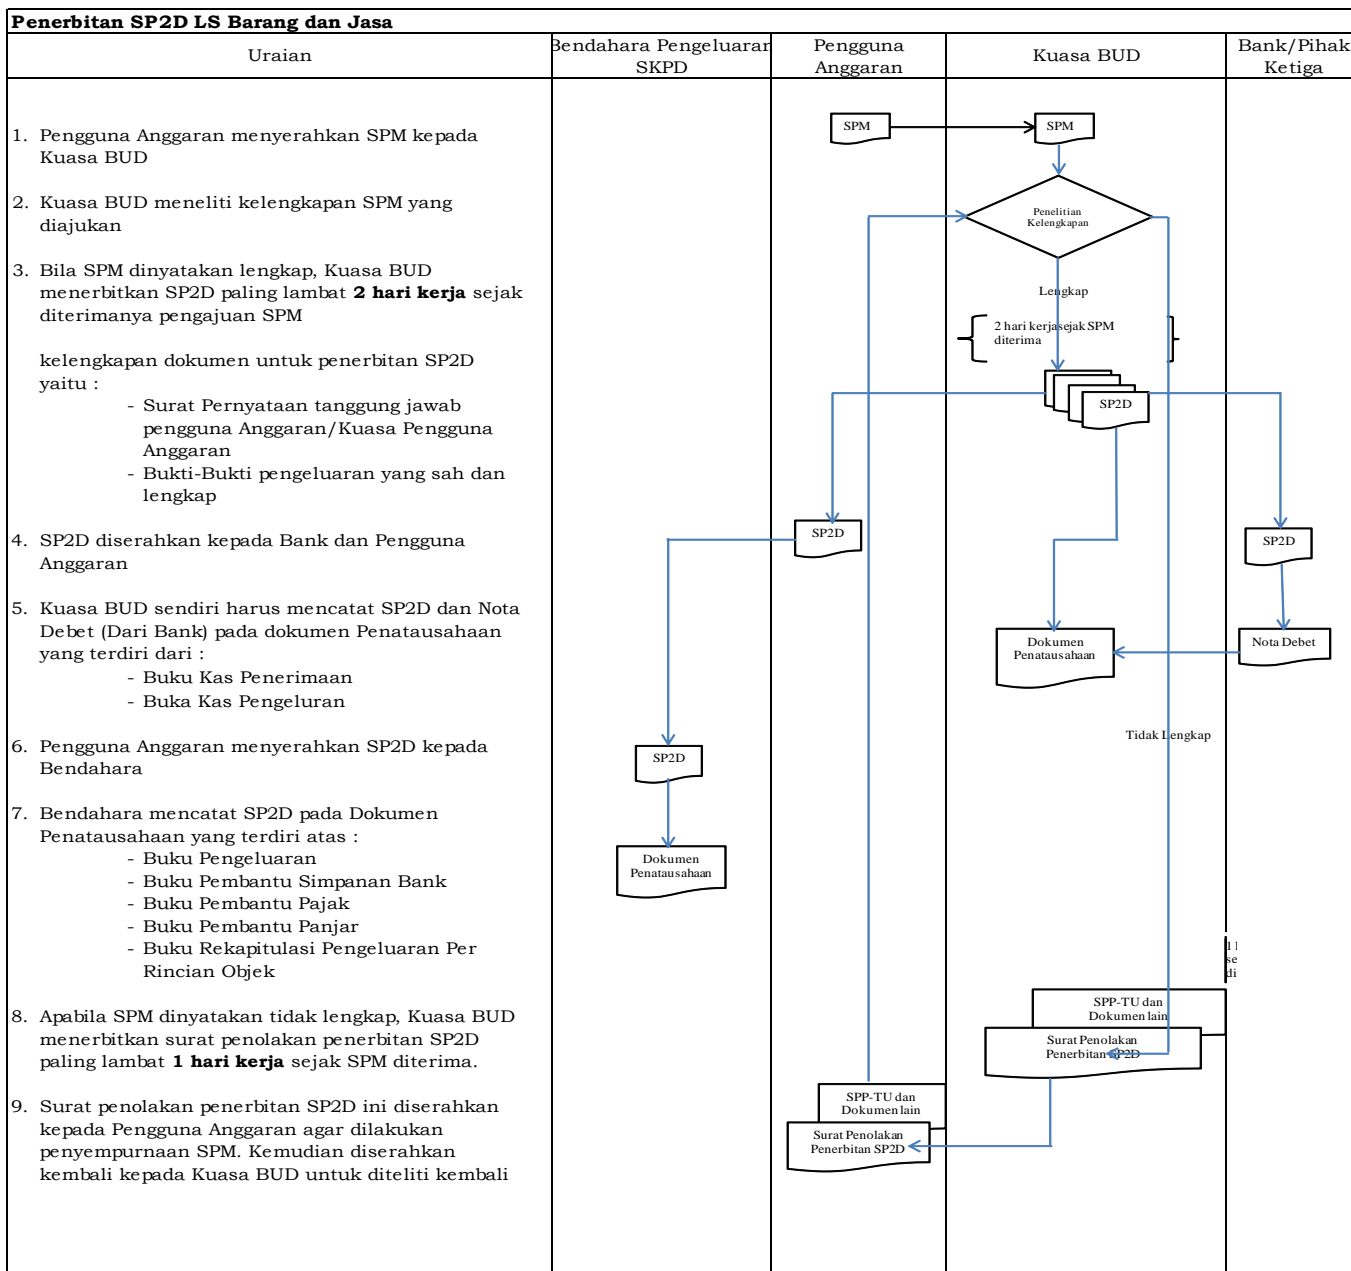 Penerbitan SP2D LS Barang dan Jasa
Uraian
Bendahara Pengeluaran
SKPD
Pengguna
Anggaran
Kuasa BUD
Bank/Pihak
Ketiga
1. Pengguna Anggaran menyerahkan SPM kepada
Kuasa BUD
2. Kuasa BUD meneliti kelengkapan SPM yang
diajukan
3. Bila SPM dinyatakan lengkap, Kuasa BUD
menerbitkan SP2D paling lambat 2 hari kerja sejak
diterimanya pengajuan SPM
kelengkapan dokumen untuk penerbitan SP2D
yaitu :
- Surat Pernyataan tanggung jawab
pengguna Anggaran/Kuasa Pengguna
Anggaran
- Bukti-Bukti pengeluaran yang sah dan
lengkap
4. SP2D diserahkan kepada Bank dan Pengguna
Anggaran
5. Kuasa BUD sendiri harus mencatat SP2D dan Nota
Debet (Dari Bank) pada dokumen Penatausahaan
yang terdiri dari :
- Buku Kas Penerimaan
- Buka Kas Pengeluran
6. Pengguna Anggaran menyerahkan SP2D kepada
Bendahara
7. Bendahara mencatat SP2D pada Dokumen
Penatausahaan yang terdiri atas :
- Buku Pengeluaran
- Buku Pembantu Simpanan Bank
- Buku Pembantu Pajak
- Buku Pembantu Panjar
- Buku Rekapitulasi Pengeluaran Per
Rincian Objek
8. Apabila SPM dinyatakan tidak lengkap, Kuasa BUD
menerbitkan surat penolakan penerbitan SP2D
paling lambat 1 hari kerja sejak SPM diterima.
9. Surat penolakan penerbitan SP2D ini diserahkan
kepada Pengguna Anggaran agar dilakukan
penyempurnaan SPM. Kemudian diserahkan
kembali kepada Kuasa BUD untuk diteliti kembali
SPM
SPM
Penelitian
Kelengkapan
Lengkap
2 hari kerja sejak SPM
diterima
SP2D
SP2D
SP2D
Dokumen
Penatausahaan
Nota Debet
Tidak Lengkap
SP2D
Dokumen
Penatausahaan
se
di
SPP-TU dan
Dokumen lain
Surat Penolakan
Penerbitan SP2D
SPP-TU dan
Dokumen lain
Surat Penolakan
Penerbitan SP2D